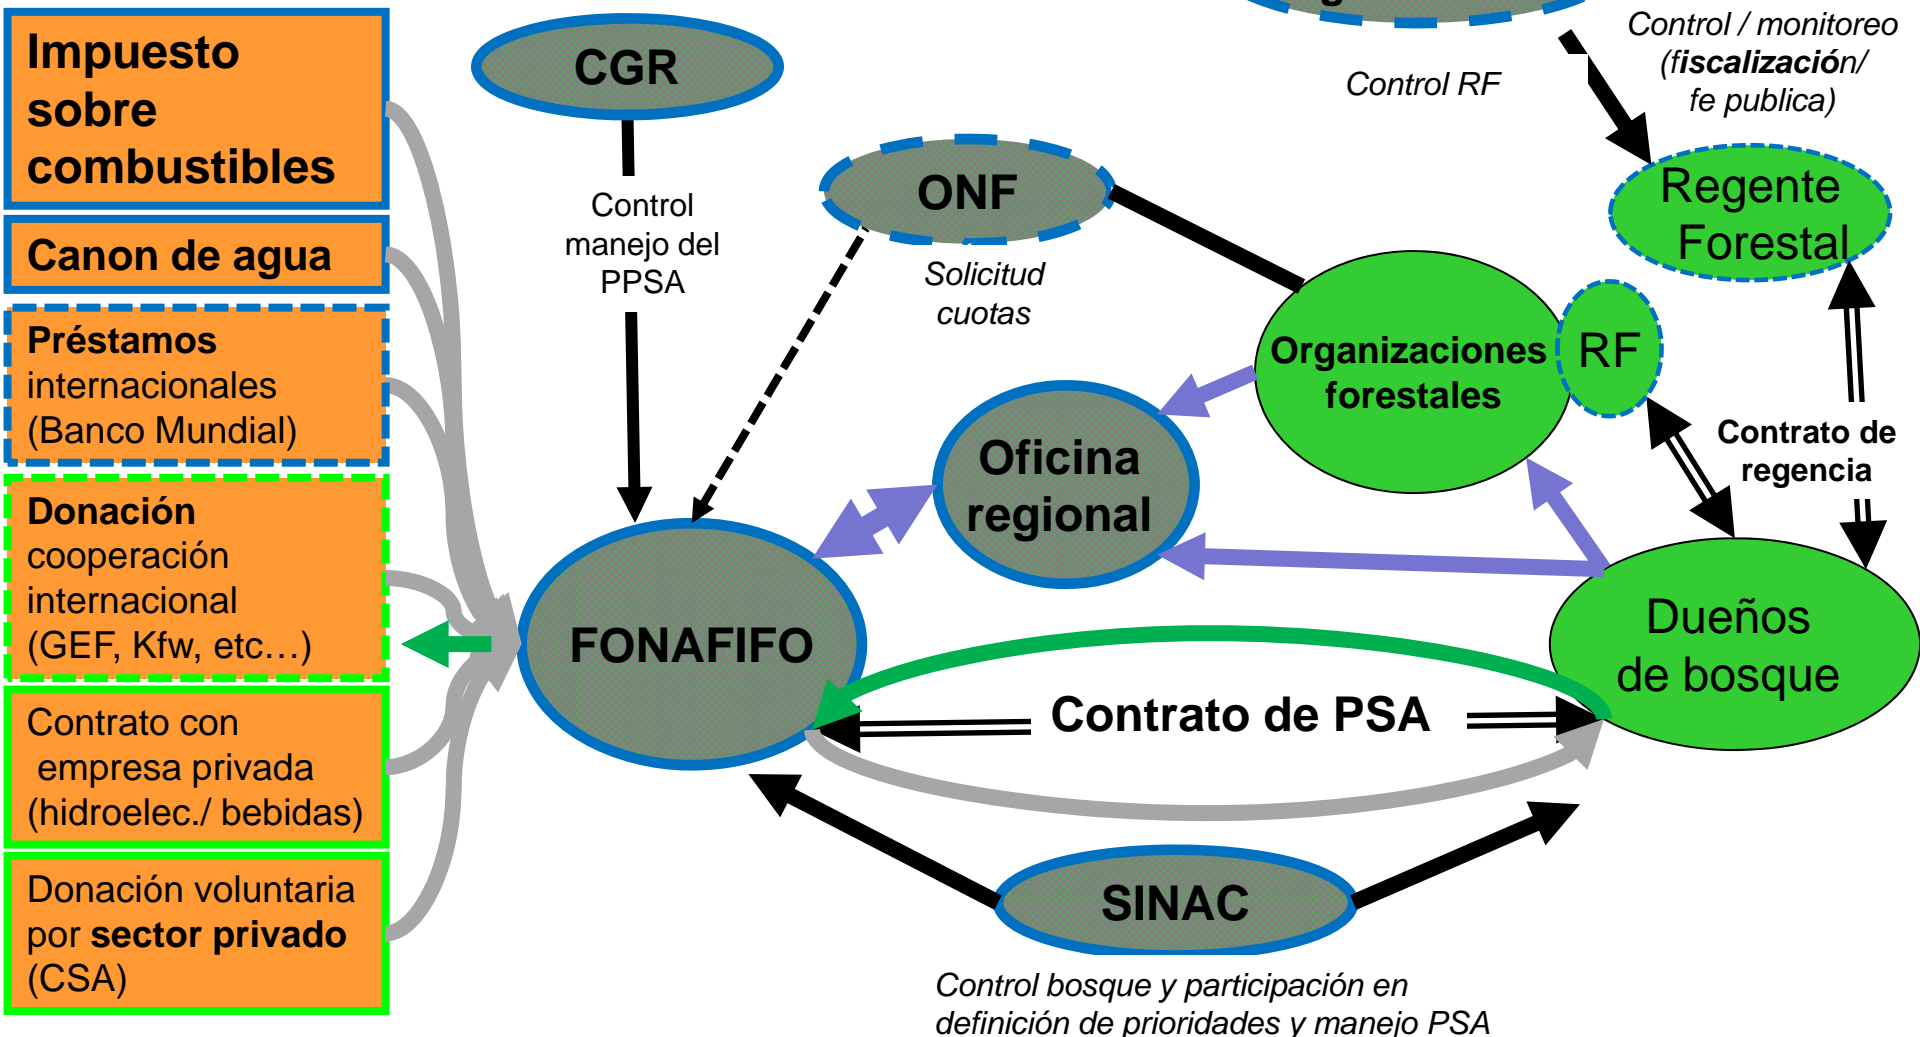 Impuesto
sobre
combustibles
Canon de agua
Préstamos
internacionales
(Banco Mundial)
Donación
cooperación
internacional
(GEF, Kfw, etc…)
Contrato con
empresa privada
(hidroelec./ bebidas)
Donación voluntaria
por sector privado
(CSA)
CGR
Control
manejo del
PPSA
ONF
Solicitud
cuotas
Control RF
Control / monitoreo
(fiscalización/
fe publica)
Regente
Forestal
Organizaciones
forestales
RF
Contrato de
regencia
Oficina
regional
FONAFIFO
Dueños
de bosque
Contrato de PSA
SINAC
Control bosque y participación en
definición de prioridades y manejo PSA